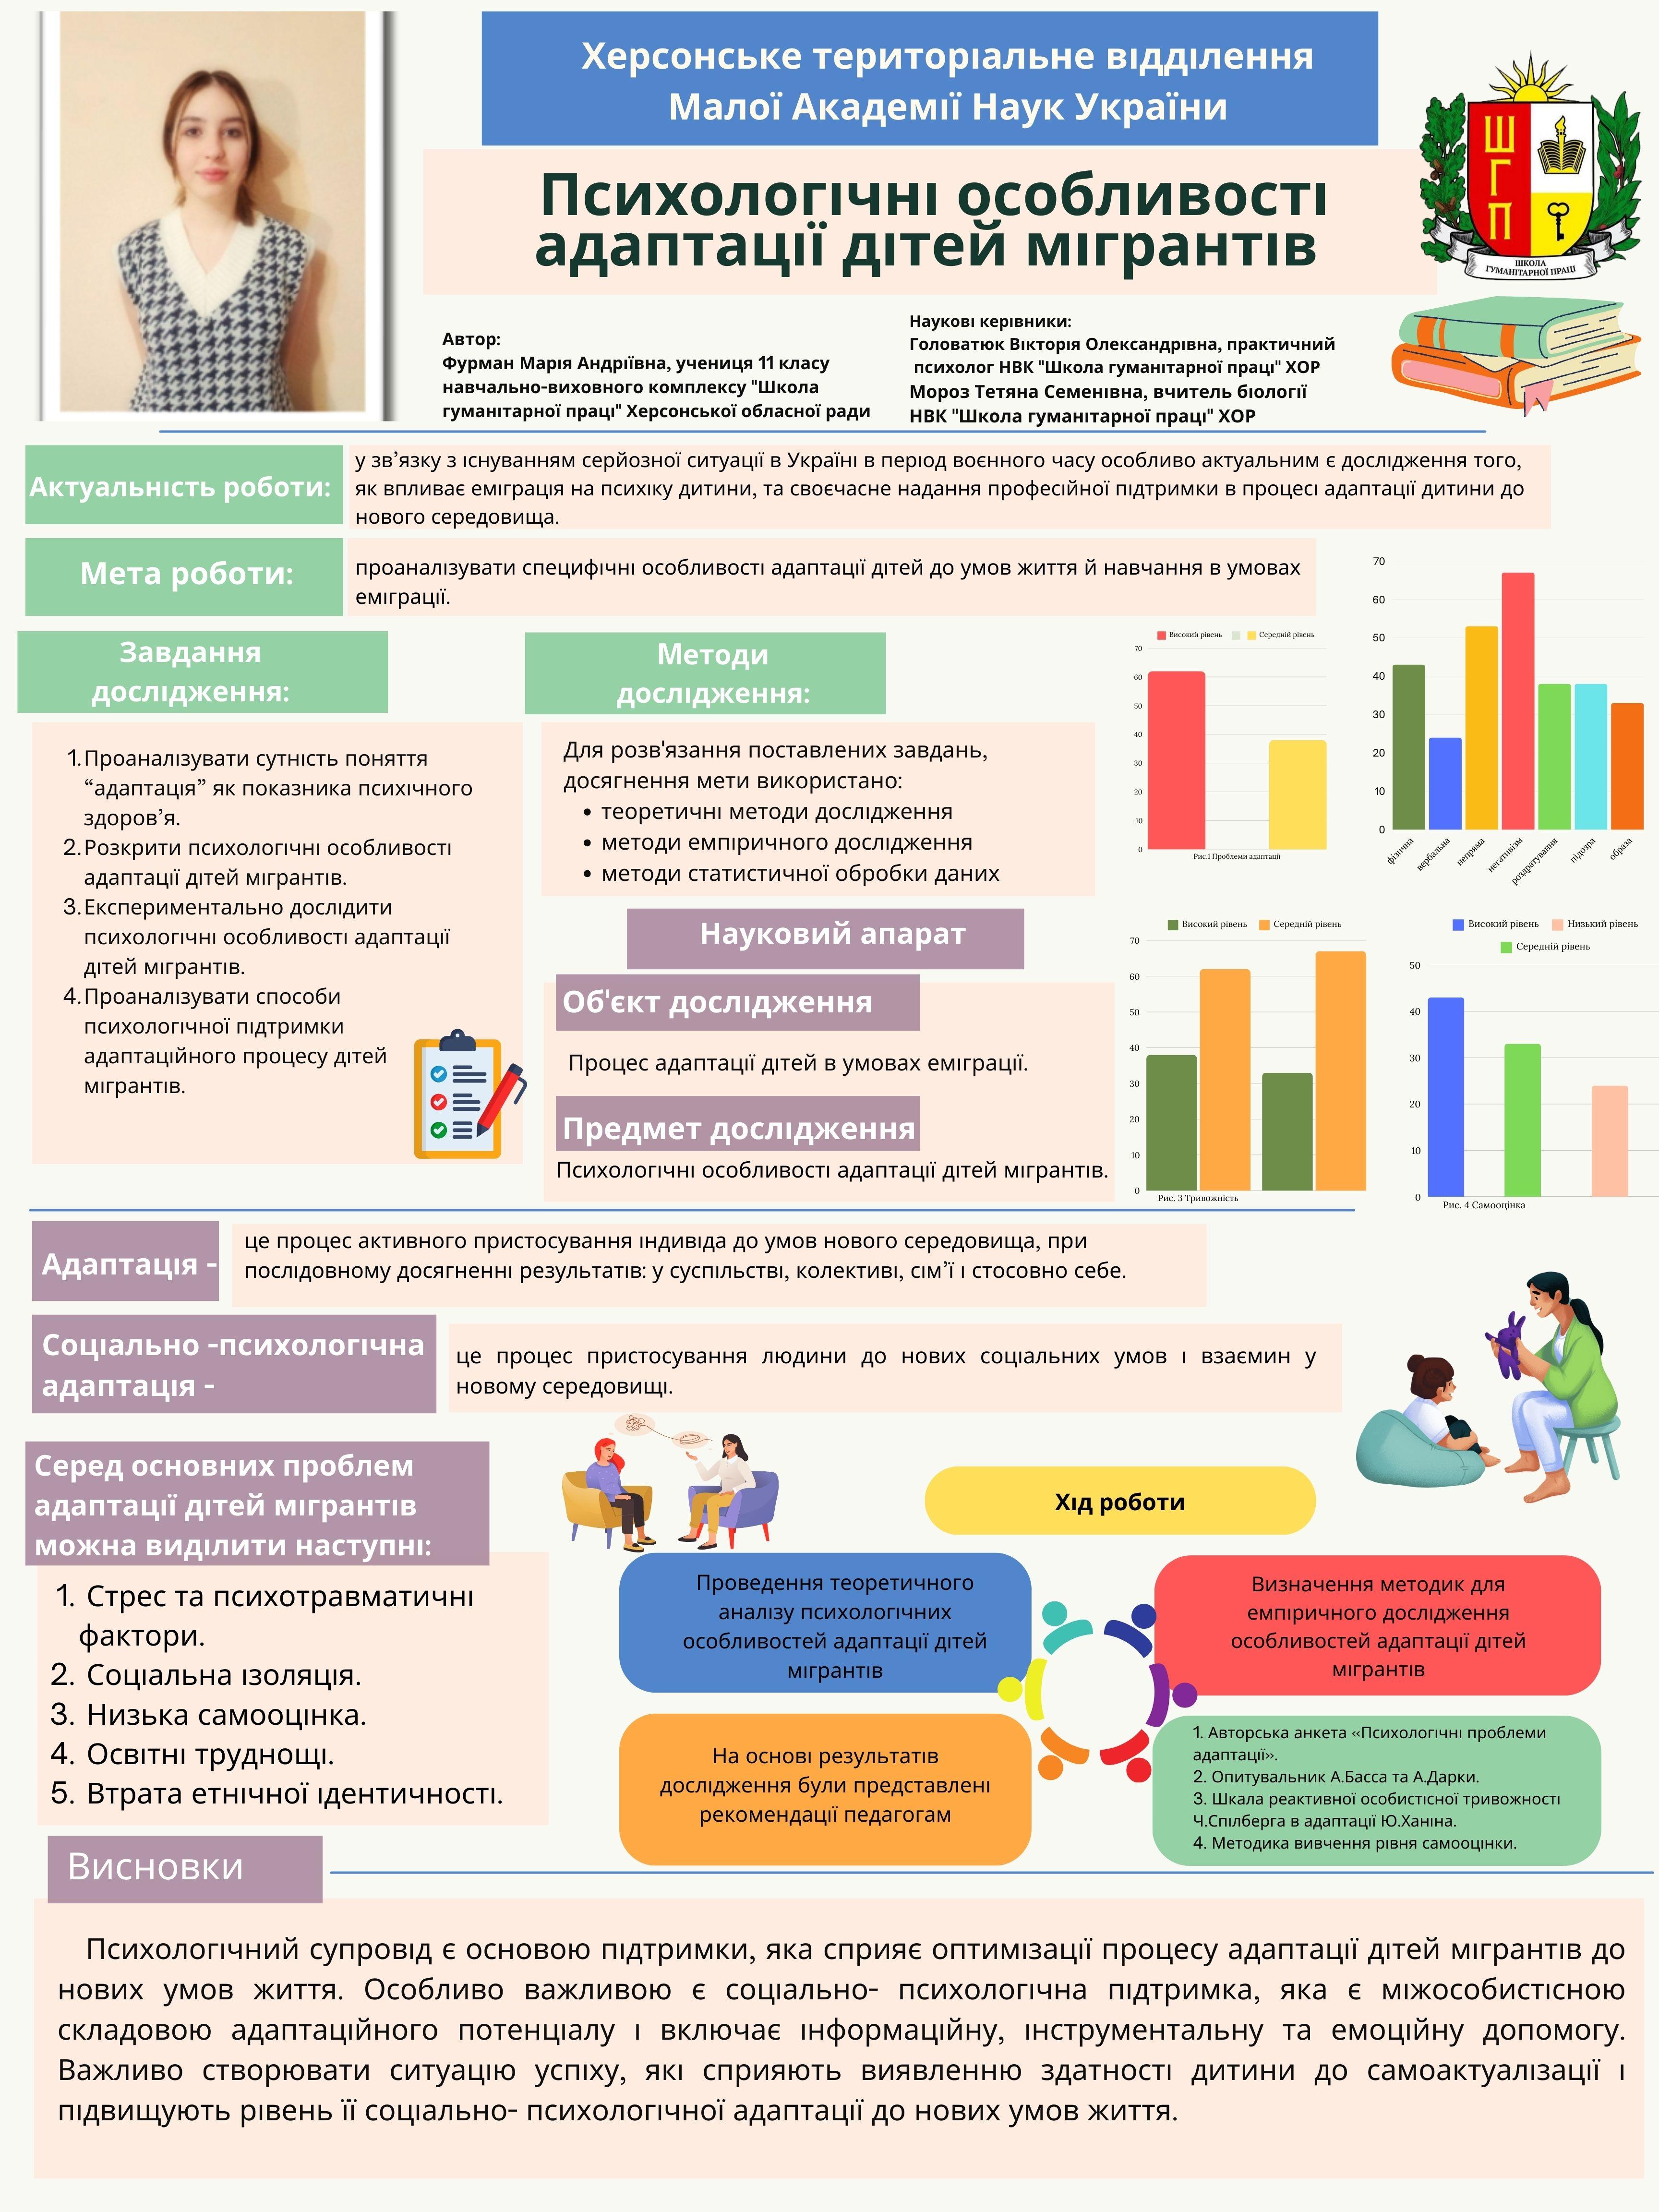 Херсонське територіальне відділення
Малої Академії Наук України
Психологічні особливості
адаптації дітей мігрантів
ШГП
ШКОЛА
ГУМАНІТАРНОЇ ПРАЦІ
Автор:
Фурман Марія Андріївна, учениця 11 класу
навчально-виховного комплексу "Школа
гуманітарної праці" Херсонської обласної ради
Наукові керівники:
Головатюк Вікторія Олександрівна, практичний
психолог НВК "Школа гуманітарної праці" ХОР
Мороз Тетяна Семенівна, вчитель біології
НВК "Школа гуманітарної праці" ХОР
Актуальність роботи:
у зв’язку з існуванням серйозної ситуації в Україні в період воєнного часу особливо актуальним є дослідження того,
як впливає еміграція на психіку дитини, та своєчасне надання професійної підтримки в процесі адаптації дитини до
нового середовища.
Мета роботи:
проаналізувати специфічні особливості адаптації дітей до умов життя й навчання в умовах
еміграції.
Завдання
дослідження:
1. Проаналізувати сутність поняття
“адаптація” як показника психічного
здоров’я.
2. Розкрити психологічні особливості
адаптації дітей мігрантів.
3. Експериментально дослідити
психологічні особливості адаптації
дітей мігрантів.
4. Проаналізувати способи
психологічної підтримки
адаптаційного процесу дітей
мігрантів.
Методи
дослідження:
Для розв'язання поставлених завдань,
досягнення мети використано:
• теоретичні методи дослідження
• методи емпіричного дослідження
• методи статистичної обробки даних
Науковий апарат
Об'єкт дослідження
Процес адаптації дітей в умовах еміграції.
Предмет дослідження
Психологічні особливості адаптації дітей мігрантів.
Високий рівень Середній рівень
70
60
50
40
30
20
10
0
Рис.1 Проблеми адаптації
70
60
50
40
30
20
10
0
фізична вербальна непряма негативізм роздратування підозра образа
Високий рівень Середній рівень
70
60
50
40
30
20
10
0
Рис. 3 Тривожність
Високий рівень Низький рівень
Середній рівень
50
40
30
20
10
0
Рис. 4 Самооцінка
Адаптація -
це процес активного пристосування індивіда до умов нового середовища, при
послідовному досягненні результатів: у суспільстві, колективі, сім’ї і стосовно себе.
Соціально -психологічна
адаптація -
це процес пристосування людини до нових соціальних умов і взаємин у
новому середовищі.
Серед основних проблем
адаптації дітей мігрантів
можна виділити наступні:
1. Стрес та психотравматичні
фактори.
2. Соціальна ізоляція.
3. Низька самооцінка.
4. Освітні труднощі.
5. Втрата етнічної ідентичності.
Хід роботи
Проведення теоретичного
аналізу психологічних
особливостей адаптації дітей
мігрантів
Визначення методик для
емпіричного дослідження
особливостей адаптації дітей
мігрантів
На основі результатів
дослідження були представлені
рекомендації педагогам
1. Авторська анкета «Психологічні проблеми
адаптації».
2. Опитувальник А.Басса та А.Дарки.
3. Шкала реактивної особистісної тривожності
Ч.Спілберга в адаптації Ю.Ханіна.
4. Методика вивчення рівня самооцінки.
Висновки
Психологічний супровід є основою підтримки, яка сприяє оптимізації процесу адаптації дітей мігрантів до
нових умов життя. Особливо важливою є соціально- психологічна підтримка, яка є міжособистісною
складовою адаптаційного потенціалу і включає інформаційну, інструментальну та емоційну допомогу.
Важливо створювати ситуацію успіху, які сприяють виявленню здатності дитини до самоактуалізації і
підвищують рівень її соціально- психологічної адаптації до нових умов життя.